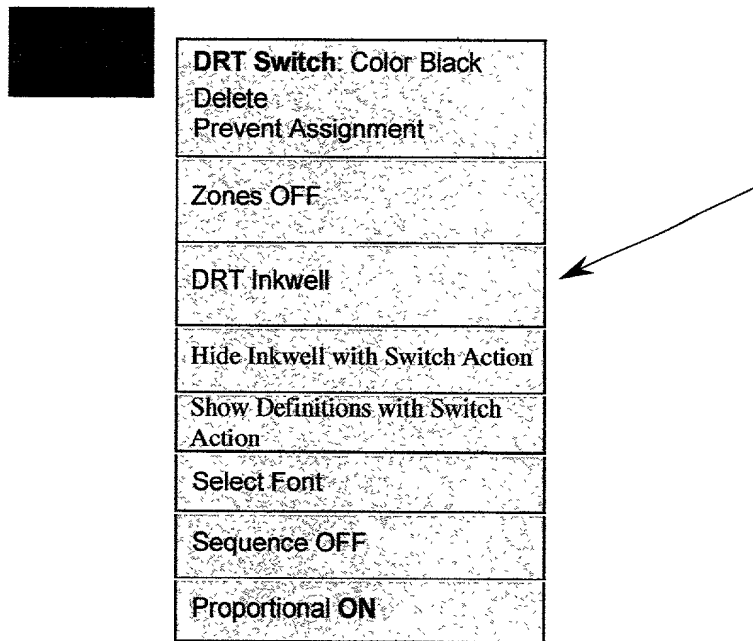 DRT Switch: Color Black
Delete
Prevent Assignment
Zones OFF
DRT Inkwell
Hide Inkwell with Switch Action
Show Definitions with Switch
Action
Select Font
Sequence OFF
Proportional ON